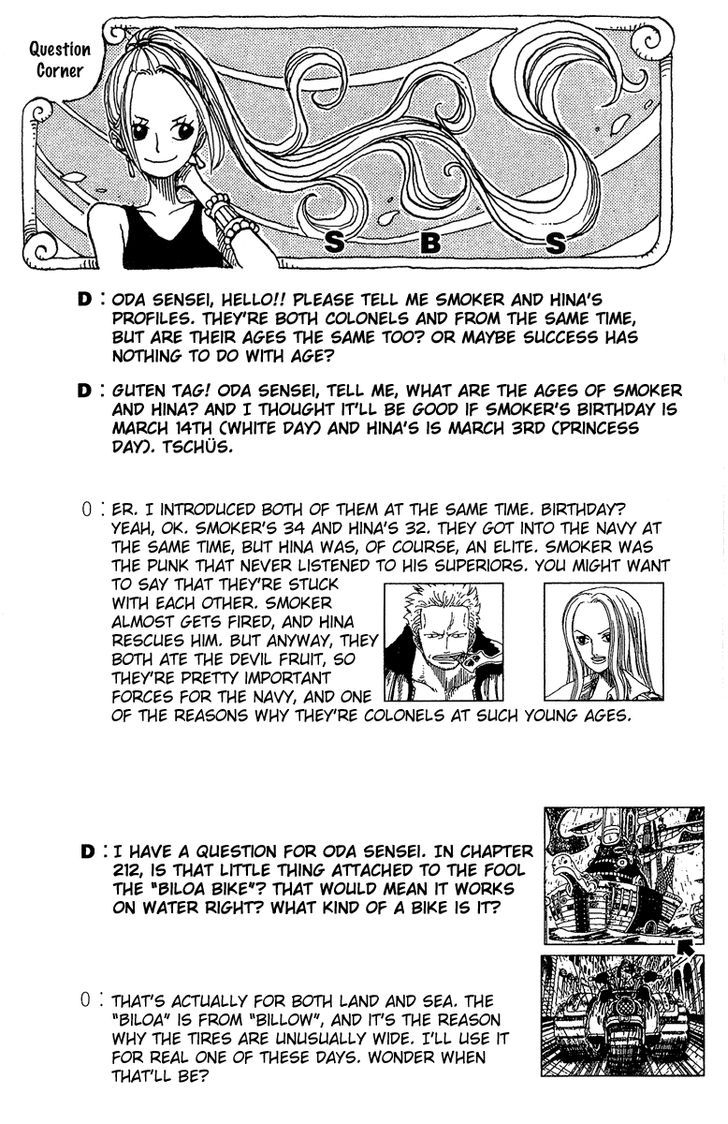 Question
Corner
S B S
D : ODA SENSEI, HELLO!! PLEASE TELL ME SMOKER AND HINA'S
PROFILES. THEY'RE BOTH COLONELS AND FROM THE SAME TIME,
BUT ARE THEIR AGES THE SAME TOO? OR MAYBE SUCCESS HAS
NOTHING TO DO WITH AGE?
D : GUTEN TAG! ODA SENSEI, TELL ME, WHAT ARE THE AGES OF SMOKER
AND HINA? AND I THOUGHT IT'LL BE GOOD IF SMOKER'S BIRTHDAY IS
MARCH 14TH (WHITE DAY) AND HINA'S IS MARCH 3RD (PRINCESS
DAY). TSCHÜS.
O : ER. I INTRODUCED BOTH OF THEM AT THE SAME TIME. BIRTHDAY?
YEAH, OK. SMOKER'S 34 AND HINA'S 32. THEY GOT INTO THE NAVY AT
THE SAME TIME, BUT HINA WAS, OF COURSE, AN ELITE. SMOKER WAS
THE PUNK THAT NEVER LISTENED TO HIS SUPERIORS. YOU MIGHT WANT
TO SAY THAT THEY'RE STUCK
WITH EACH OTHER. SMOKER
ALMOST GETS FIRED, AND HINA
RESCUES HIM. BUT ANYWAY, THEY
BOTH ATE THE DEVIL FRUIT, SO
THEY'RE PRETTY IMPORTANT
FORCES FOR THE NAVY, AND ONE
OF THE REASONS WHY THEY'RE COLONELS AT SUCH YOUNG AGES.
D : I HAVE A QUESTION FOR ODA SENSEI. IN CHAPTER
212, IS THAT LITTLE THING ATTACHED TO THE FOOL
THE "BILOA BIKE"? THAT WOULD MEAN IT WORKS
ON WATER RIGHT? WHAT KIND OF A BIKE IS IT?
O : THAT'S ACTUALLY FOR BOTH LAND AND SEA. THE
"BILOA" IS FROM "BILLOW", AND IT'S THE REASON
WHY THE TIRES ARE UNUSUALLY WIDE. I'LL USE IT
FOR REAL ONE OF THESE DAYS. WONDER WHEN
THAT'LL BE?